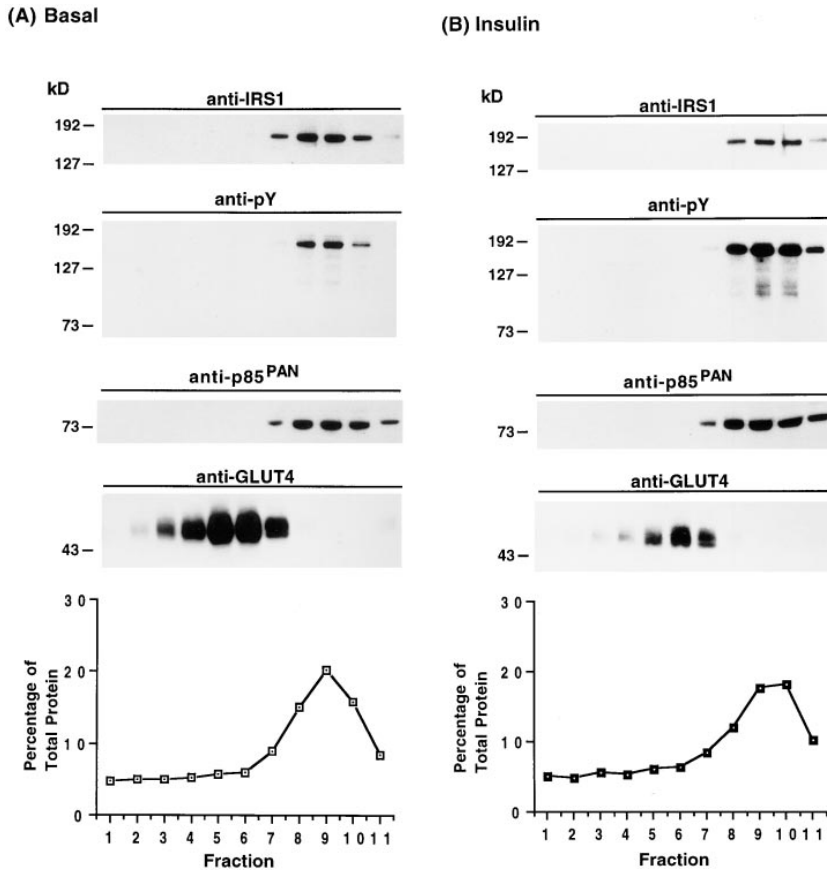 (A) Basal
kD
anti-IRS1
192
127
anti-pY
192
127
73
anti-p85PAN
73
anti-GLUT4
43
30
20
10
0
Percentage of
Total Protein
1 2 3 4 5 6 7 8 9 10 11
Fraction
(B) Insulin
kD
anti-IRS1
192
127
anti-pY
192
127
73
anti-p85PAN
73
anti-GLUT4
43
30
20
10
0
Percentage of
Total Protein
1 2 3 4 5 6 7 8 9 10 11
Fraction